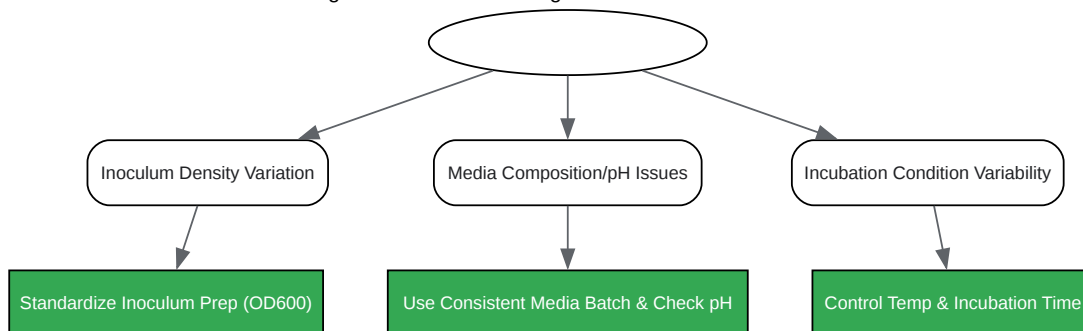 Inoculum Density Variation
Media Composition/pH Issues
Incubation Condition Variability
Standardize Inoculum Prep (OD600)
Use Consistent Media Batch & Check pH
Control Temp & Incubation Time